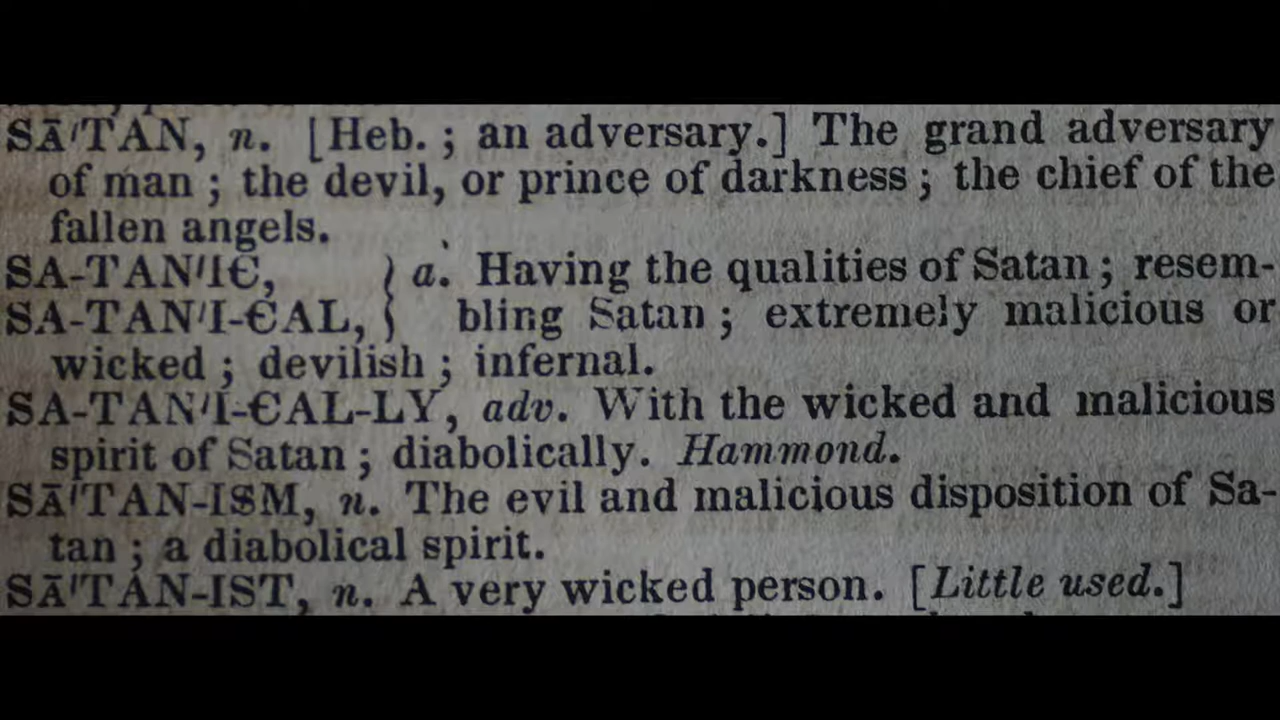 SĀ'TAN, n. [Heb.; an adversary.] The grand adversary
of man; the devil, or prince of darkness; the chief of the
fallen angels.
SA-TAN'IЄ, } a. Having the qualities of Satan; resem-
SA-TAN'I-ЄAL, } bling Satan; extremely malicious or
wicked; devilish; infernal.
SA-TAN'I-ЄAL-LY, adv. With the wicked and malicious
spirit of Satan; diabolically. Hammond.
SĀ'TAN-ISM, n. The evil and malicious disposition of Sa-
tan; a diabolical spirit.
SĀ'TAN-IST, n. A very wicked person. [Little used.]